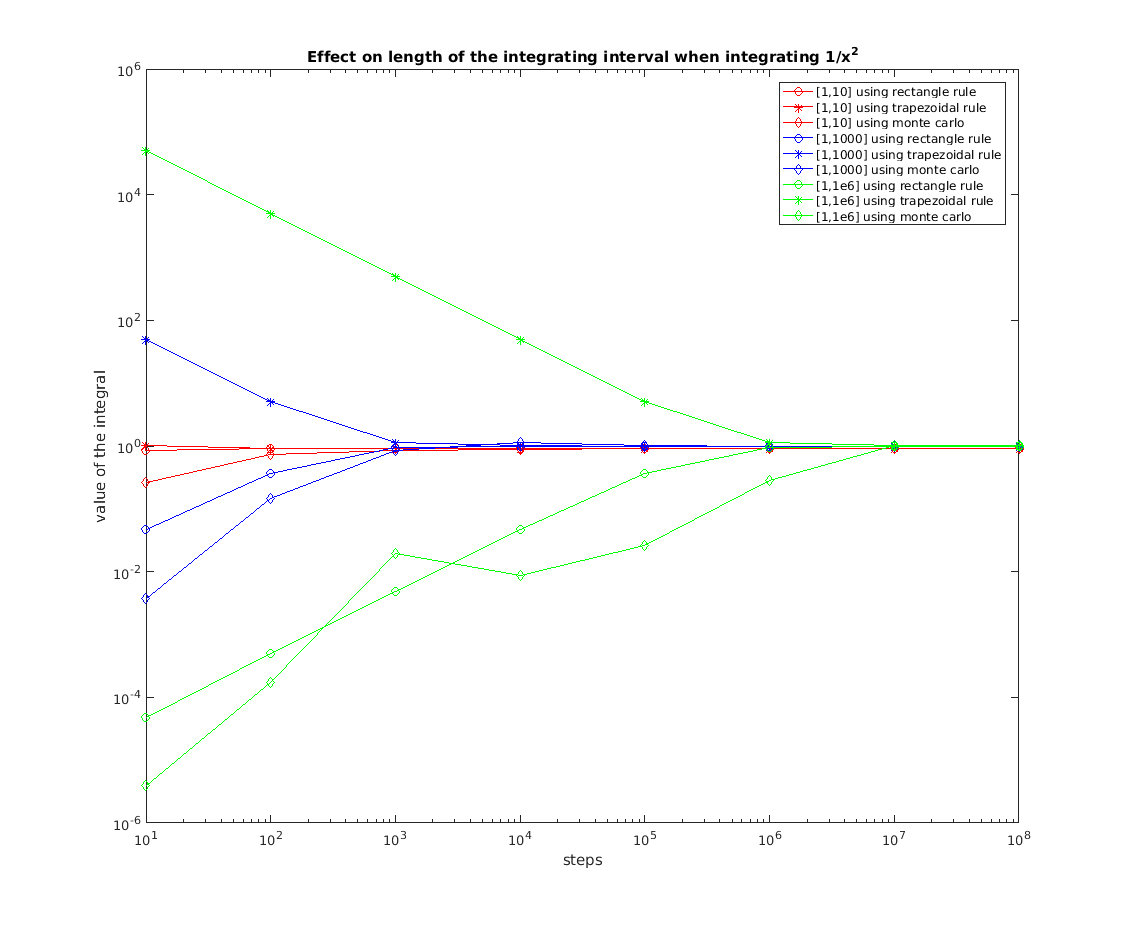 Effect on length of the integrating interval when integrating 1/x²
10⁶
10⁴
10²
10⁰
10⁻²
10⁻⁴
10⁻⁶
value of the integral
[1,10] using rectangle rule
[1,10] using trapezoidal rule
[1,10] using monte carlo
[1,1000] using rectangle rule
[1,1000] using trapezoidal rule
[1,1000] using monte carlo
[1,1e6] using rectangle rule
[1,1e6] using trapezoidal rule
[1,1e6] using monte carlo
10¹ 10² 10³ 10⁴ 10⁵ 10⁶ 10⁷ 10⁸
steps